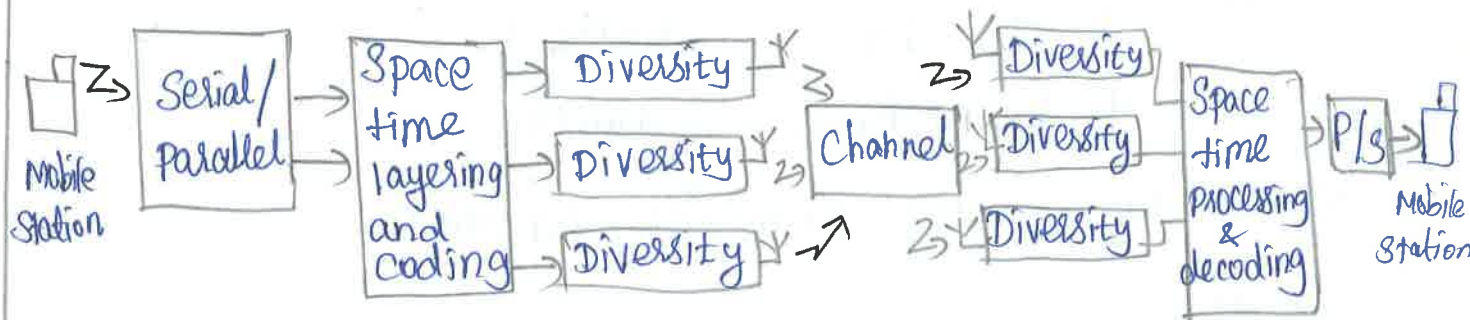 Mobile
Station
Serial/
Parallel
Space
time
layering
and
coding
Diversity
Diversity
Diversity
Channel
Diversity
Diversity
Diversity
Space
time
processing
&
decoding
P/S
Mobile
Station